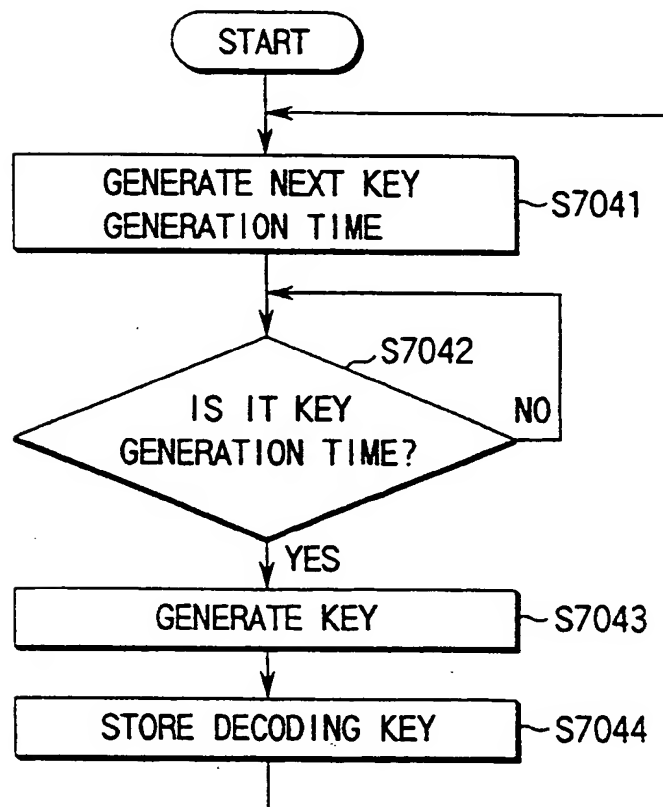 START
GENERATE NEXT KEY
GENERATION TIME
S7041
S7042
IS IT KEY
GENERATION TIME?
NO
YES
GENERATE KEY
S7043
STORE DECODING KEY
S7044